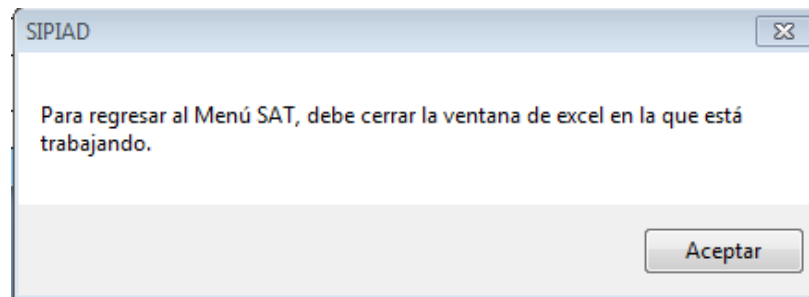 SIPIAD
Para regresar al Menú SAT, debe cerrar la ventana de excel en la que está
trabajando.
Aceptar